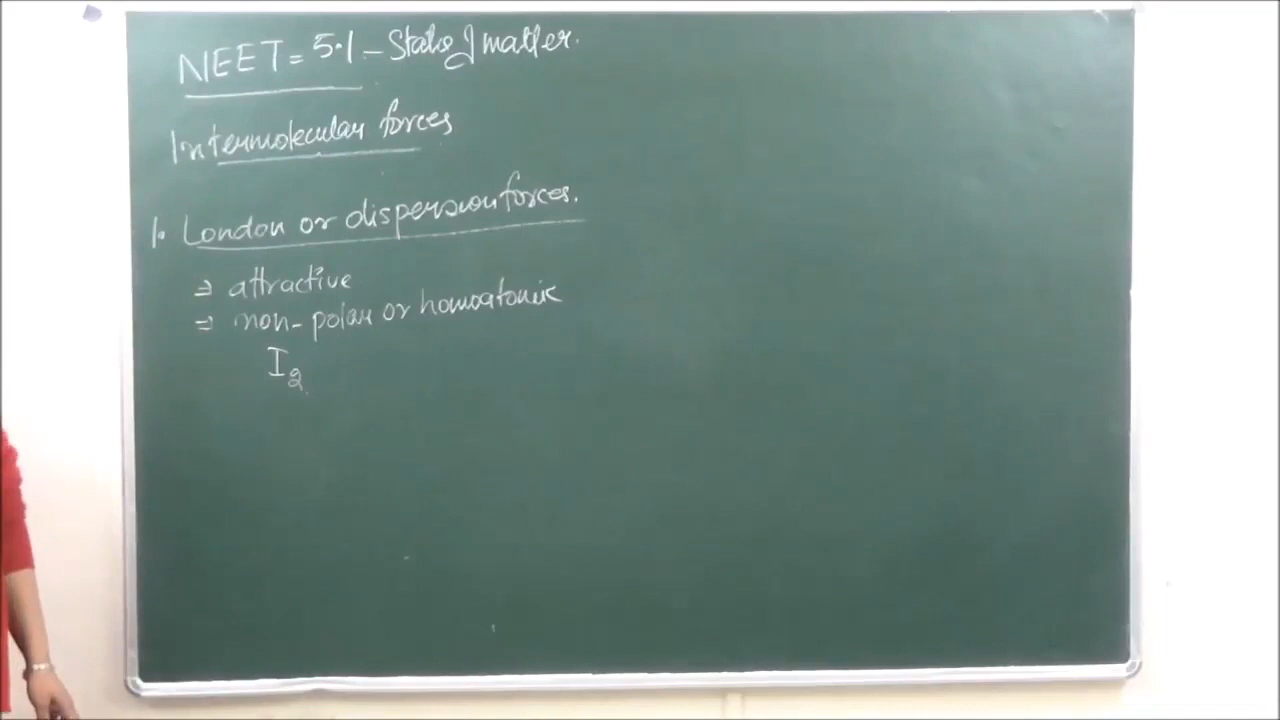 NEET = 5.1 - State of matter.
Intermolecular forces
1. London or dispersion forces.
⇒ attractive
⇒ non-polar or homoatomic
I₂